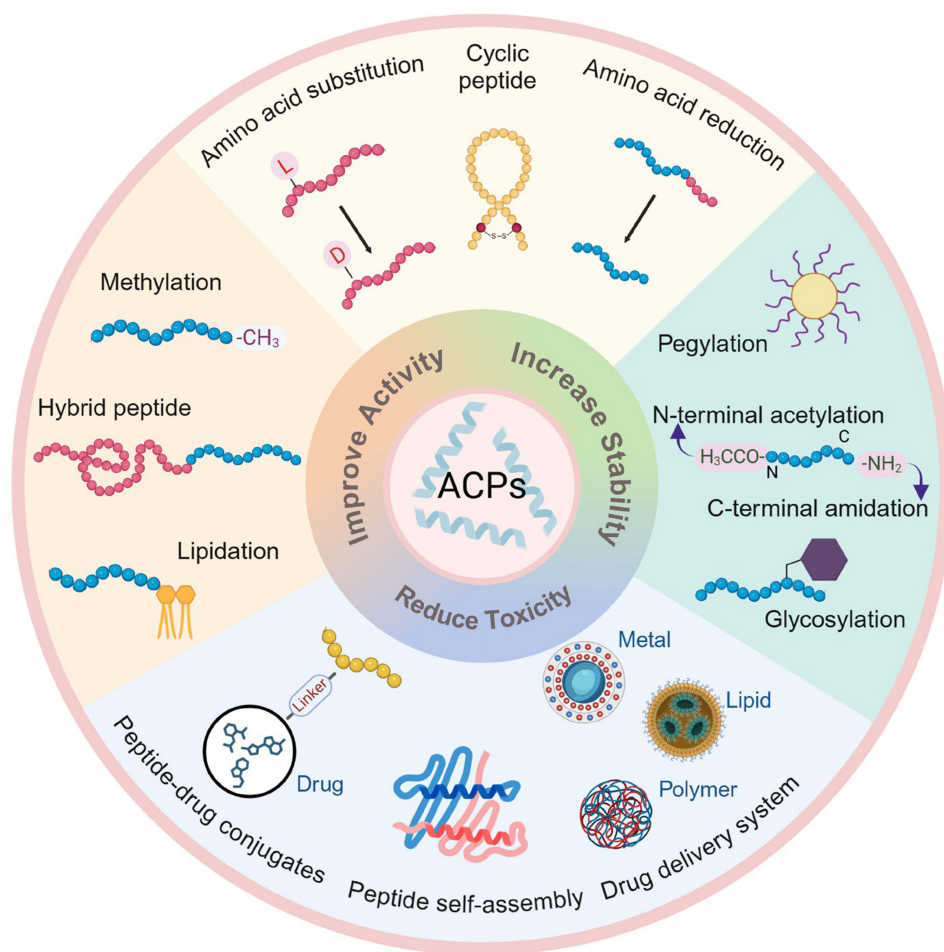 Amino acid substitution
Cyclic
peptide
Amino acid reduction
L
D
S-S
Methylation
-CH₃
Hybrid peptide
Lipidation
Pegylation
N-terminal acetylation
C
H₃CCO-
N
-NH₂
C-terminal amidation
Glycosylation
Improve Activity
Increase Stability
Reduce Toxicity
ACPs
Linker
Drug
Metal
Lipid
Polymer
Peptide-drug conjugates
Peptide self-assembly
Drug delivery system